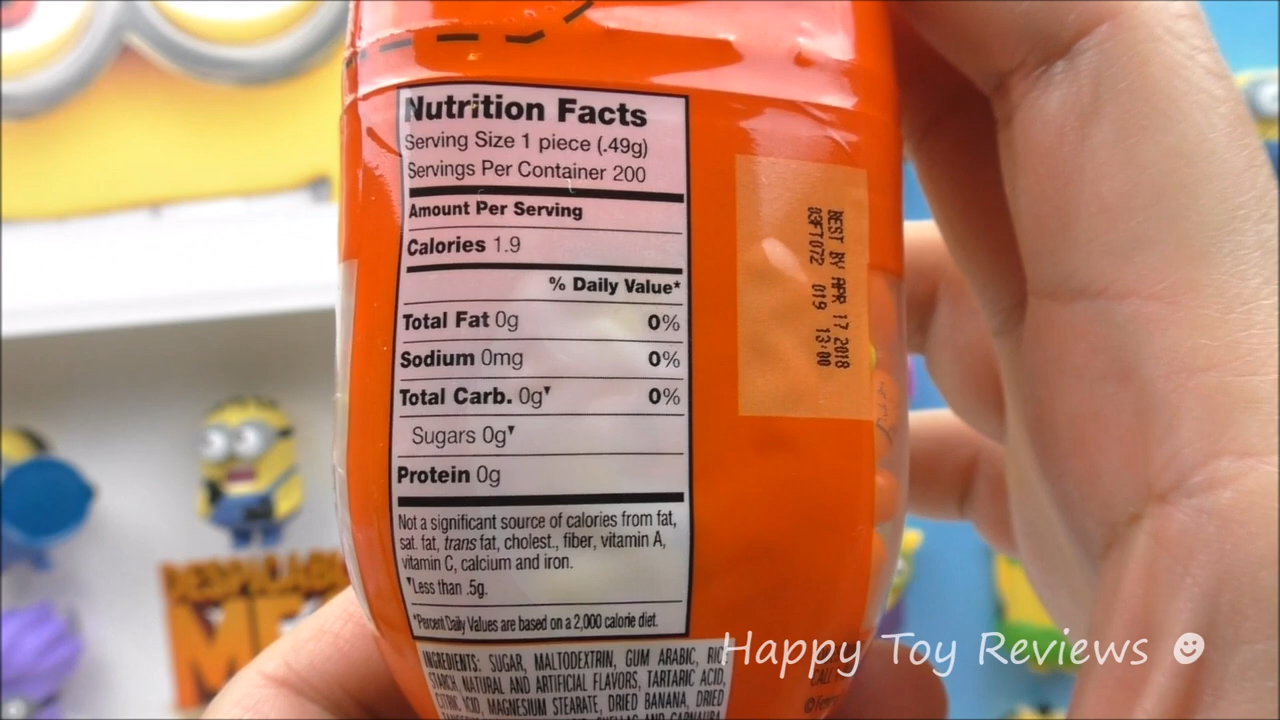 Nutrition Facts
Serving Size 1 piece (.49g)
Servings Per Container 200
Amount Per Serving
Calories 1.9
% Daily Value*
Total Fat 0g 0%
Sodium 0mg 0%
Total Carb. 0g▼ 0%
Sugars 0g▼
Protein 0g
Not a significant source of calories from fat,
sat. fat, trans fat, cholest., fiber, vitamin A,
vitamin C, calcium and iron.
▼Less than .5g.
*Percent Daily Values are based on a 2,000 calorie diet.
INGREDIENTS: SUGAR, MALTODEXTRIN, GUM ARABIC,
STARCH, NATURAL AND ARTIFICIAL FLAVORS, TARTARIC ACID,
CITRIC ACID, MAGNESIUM STEARATE, DRIED BANANA, DRIED
AND CARNAUBA
BEST BY APR 17 2018
03FT072 019 13:00
DESPICABLE
ME
Happy Toy Reviews ☺